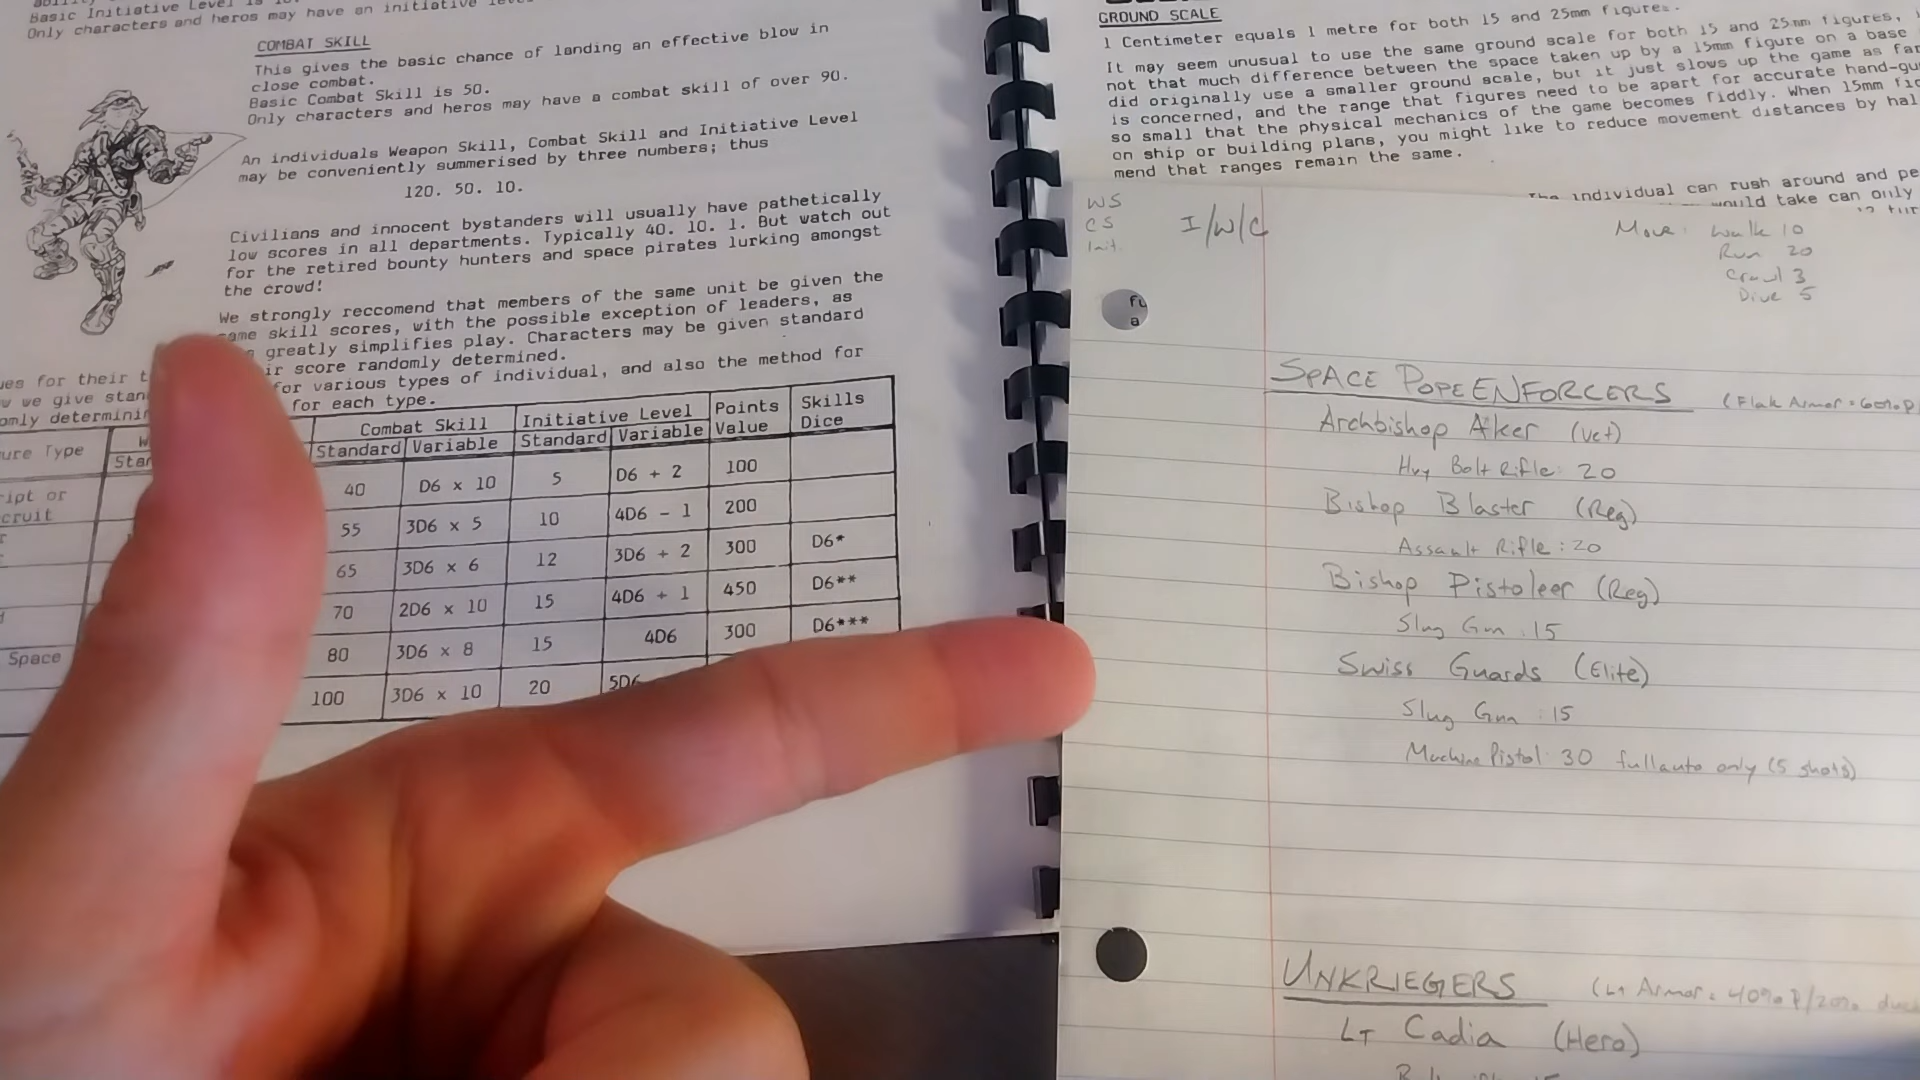 Basic Initiative Level is
Only characters and heros may have an initiative
COMBAT SKILL
This gives the basic chance of landing an effective blow in
close combat.
Basic Combat Skill is 50.
Only characters and heros may have a combat skill of over 90.
An individuals Weapon Skill, Combat Skill and Initiative Level
may be conveniently summerised by three numbers; thus
120. 50. 10.
Civilians and innocent bystanders will usually have pathetically
low scores in all departments. Typically 40. 10. 1. But watch out
for the retired bounty hunters and space pirates lurking amongst
the crowd!
We strongly reccomend that members of the same unit be given the
same skill scores, with the possible exception of leaders, as
greatly simplifies play. Characters may be given standard
score randomly determined.
for various types of individual, and also the method for
for each type.
Combat Skill Initiative Level Points Value Skills Dice
Standard Variable Standard Variable
40 D6 x 10 5 D6 + 2 100
55 3D6 x 5 10 4D6 - 1 200
65 3D6 x 6 12 3D6 + 2 300 D6*
70 2D6 x 10 15 4D6 + 1 450 D6**
80 3D6 x 8 15 4D6 300 D6***
Space
100 3D6 x 10 20 5D6
GROUND SCALE
1 Centimeter equals 1 metre for both 15 and 25mm figures.
It may seem unusual to use the same ground scale for both 15 and 25mm figures,
not that much difference between the space taken up by a 15mm figure on a base
did originally use a smaller ground scale, but it just slows up the game as far
is concerned, and the range that figures need to be apart for accurate
so small that the physical mechanics of the game becomes fiddly. When 15mm
on ship or building plans, you might like to reduce movement distances by
mend that ranges remain the same.
individual can rush around and
would take can only
WS
CS
Init.
I/W/C
Move: Walk 10
Run 20
Crawl 3
Dive 5
SPACE POPE ENFORCERS (Flak Armor = 60%
Archbishop Aker (Vet)
Hvy Bolt Rifle: 20
Bishop Blaster (Reg)
Assault Rifle: 20
Bishop Pistoleer (Reg)
Slug Gun: 15
Swiss Guards (Elite)
Slug Gun: 15
Machine Pistol 30 fullauto only (5 shots)
UNKRIEGERS (Lt Armor = 40% P/20%
LT Cadia (Hero)